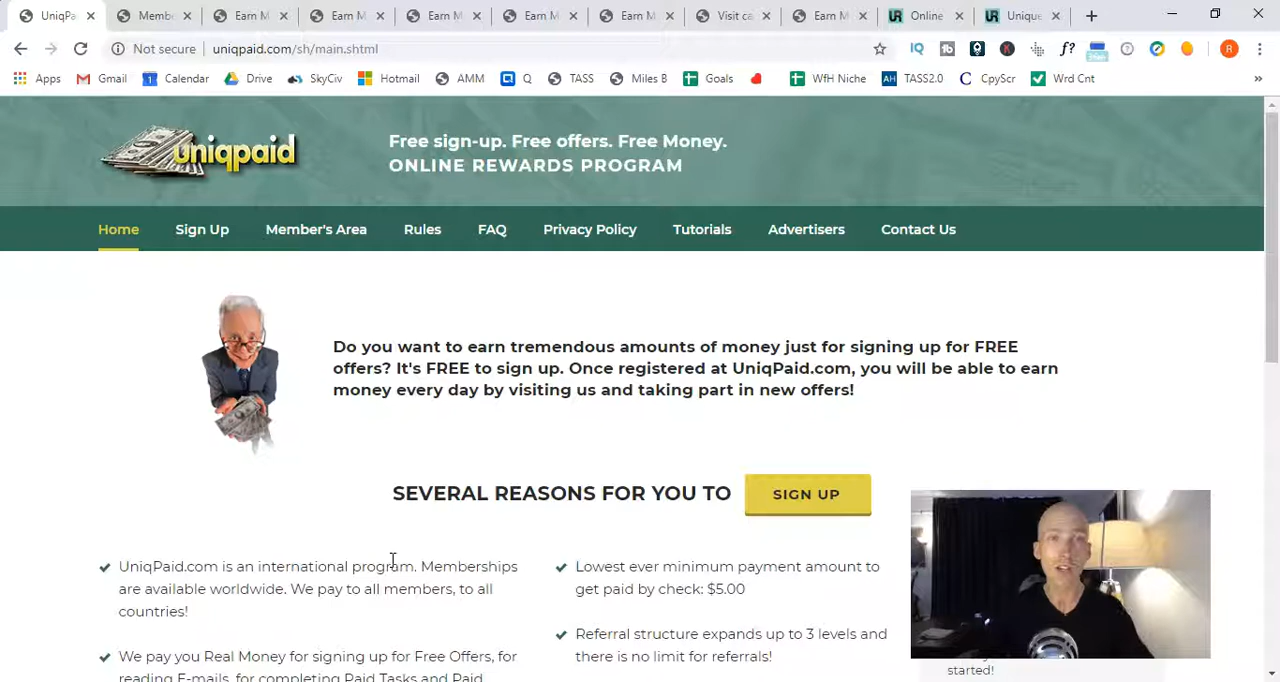 UniqPa
Membe
Earn M
Earn M
Earn M
Earn M
Earn M
Visit ca
Earn M
Online
Unique
Not secure
uniqpaid.com/sh/main.shtml
Apps
Gmail
Calendar
Drive
SkyCiv
Hotmail
AMM
Q
TASS
Miles B
Goals
WfH Niche
TASS2.0
CpyScr
Wrd Cnt
uniqpaid
Free sign-up. Free offers. Free Money.
ONLINE REWARDS PROGRAM
Home
Sign Up
Member's Area
Rules
FAQ
Privacy Policy
Tutorials
Advertisers
Contact Us
Do you want to earn tremendous amounts of money just for signing up for FREE
offers? It's FREE to sign up. Once registered at UniqPaid.com, you will be able to earn
money every day by visiting us and taking part in new offers!
SEVERAL REASONS FOR YOU TO
SIGN UP
UniqPaid.com is an international program. Memberships
are available worldwide. We pay to all members, to all
countries!
We pay you Real Money for signing up for Free Offers, for
reading E-mails, for completing Paid Tasks and Paid
Lowest ever minimum payment amount to
get paid by check: $5.00
Referral structure expands up to 3 levels and
there is no limit for referrals!
started!